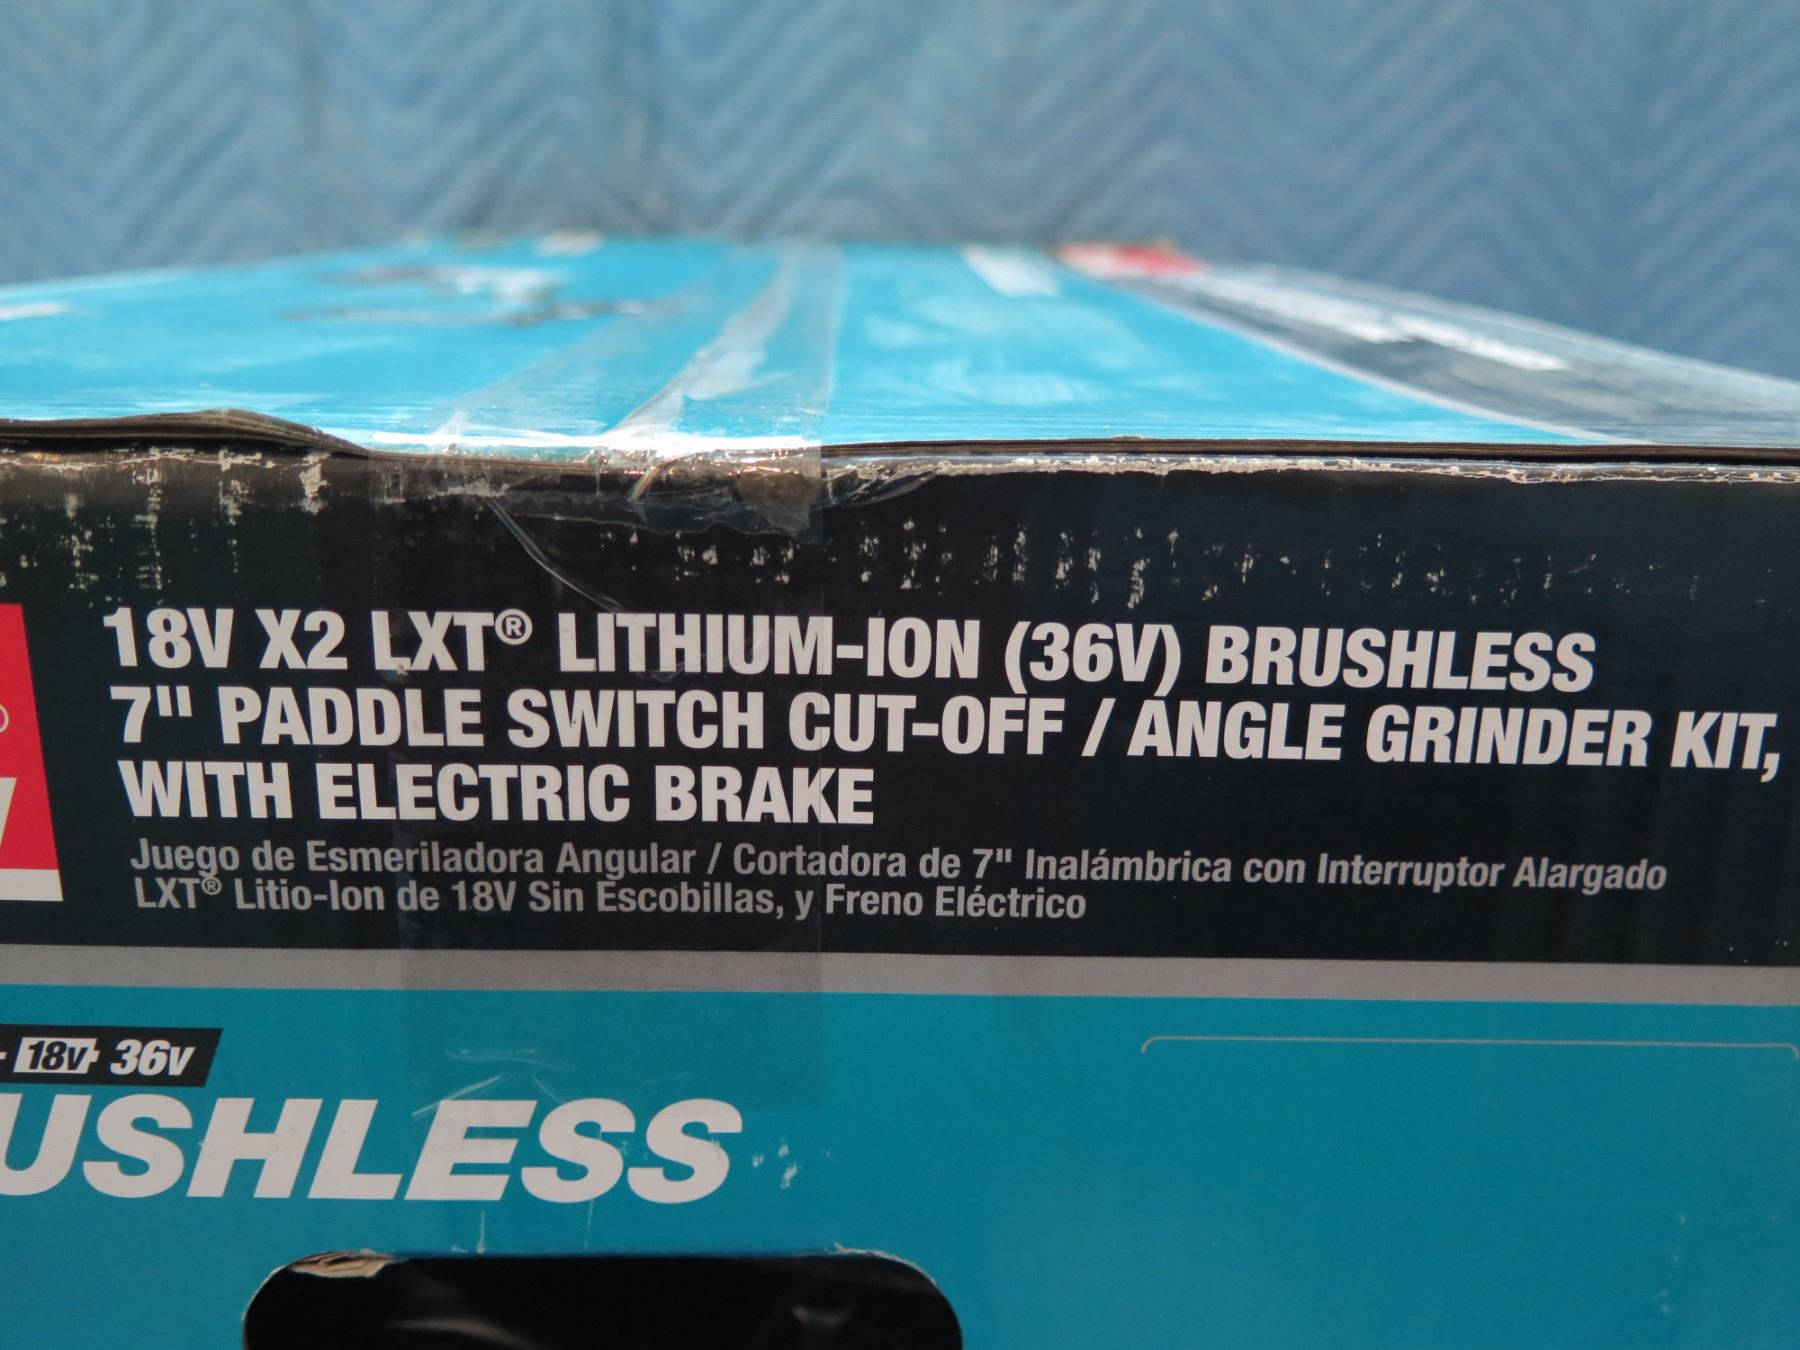 18V X2 LXT® LITHIUM-ION (36V) BRUSHLESS
7" PADDLE SWITCH CUT-OFF / ANGLE GRINDER KIT,
WITH ELECTRIC BRAKE
Juego de Esmeriladora Angular / Cortadora de 7" Inalámbrica con Interruptor Alargado
LXT® Litio-Ion de 18V Sin Escobillas, y Freno Eléctrico
18V 36V
USHLESS